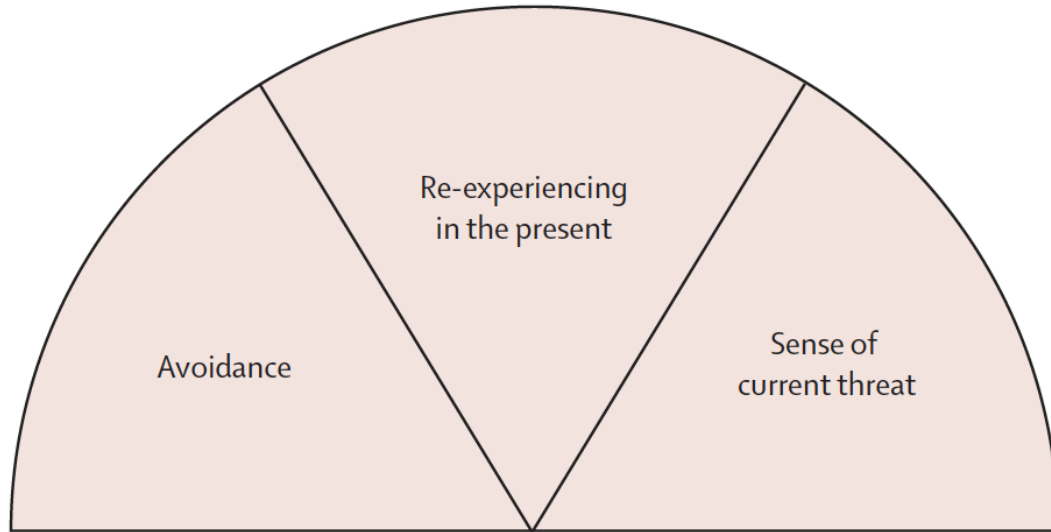 Re-experiencing
in the present
Avoidance
Sense of
current threat